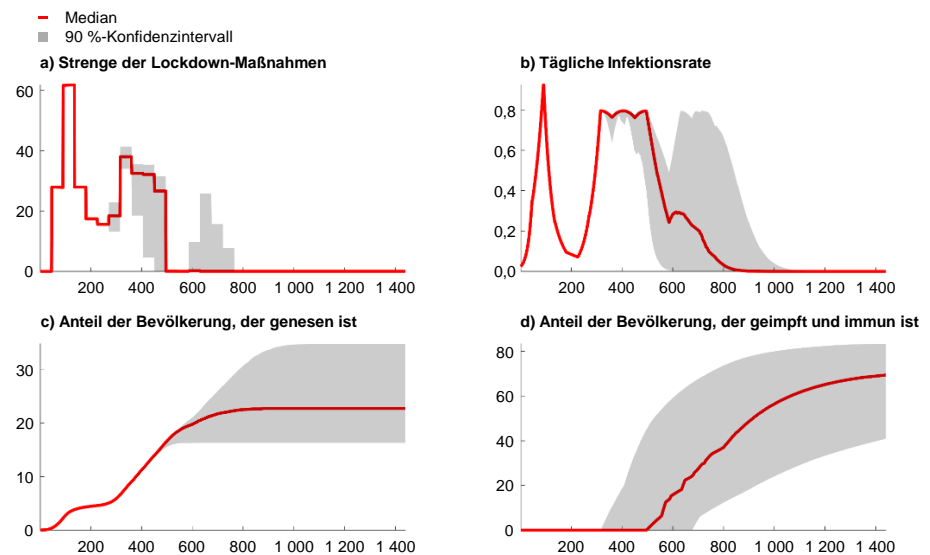 Median
90 %-Konfidenzintervall
a) Strenge der Lockdown-Maßnahmen
60
40
20
0
200 400 600 800 1 000 1 200 1 400
b) Tägliche Infektionsrate
0,8
0,6
0,4
0,2
0,0
200 400 600 800 1 000 1 200 1 400
c) Anteil der Bevölkerung, der genesen ist
30
20
10
0
200 400 600 800 1 000 1 200 1 400
d) Anteil der Bevölkerung, der geimpft und immun ist
80
60
40
20
0
200 400 600 800 1 000 1 200 1 400